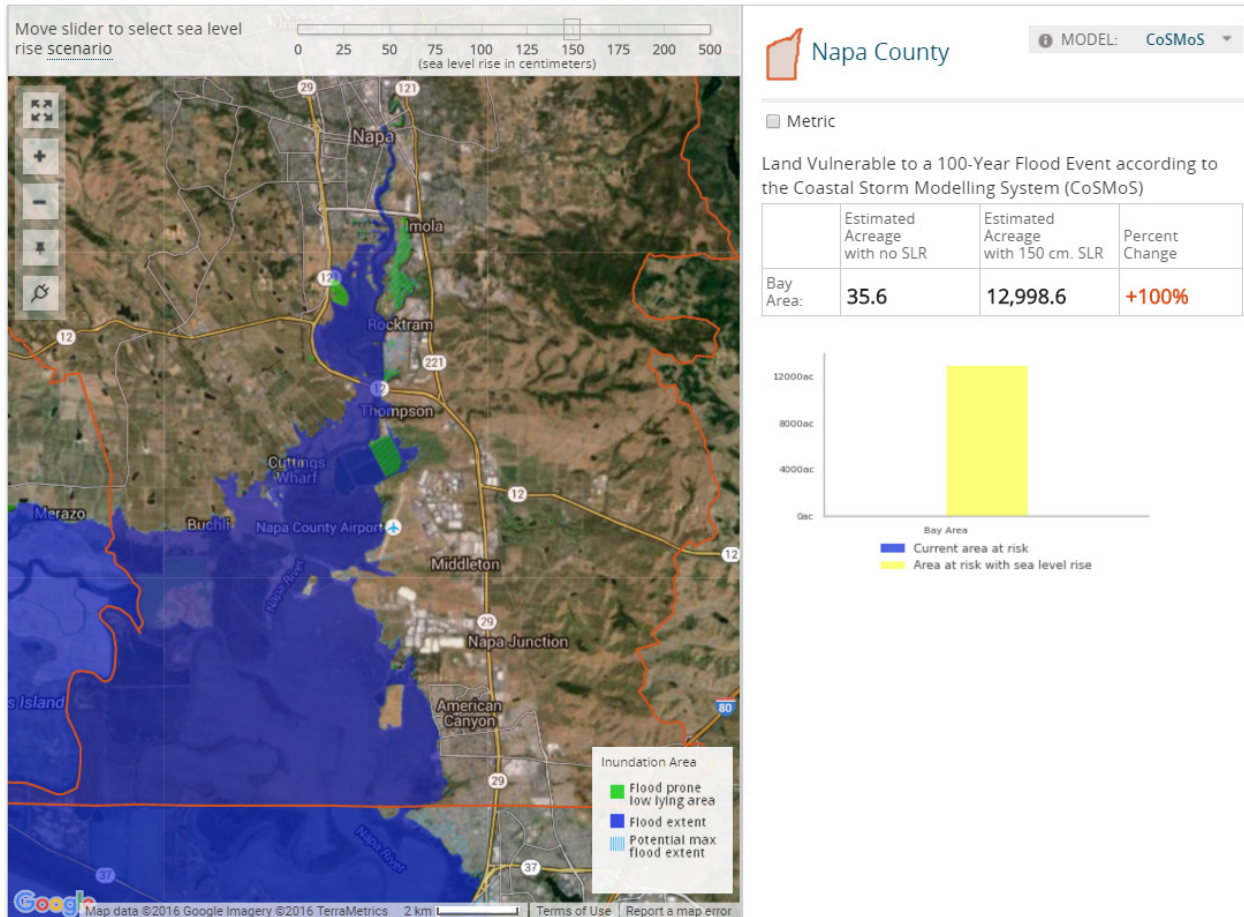 Move slider to select sea level
rise scenario
0 25 50 75 100 125 150 175 200 500
(sea level rise in centimeters)
29
121
Napa
Imola
121
Rocktram
12
221
12
Thompson
Cuttings
Wharf
12
Merazo
Buchli
Napa County Airport
12
Middleton
Napa River
29
Napa Junction
s Island
American
Canyon
80
29
Napa River
37
37
Inundation Area
Flood prone
low lying area
Flood extent
Potential max
flood extent
Google
Map data ©2016 Google Imagery ©2016 TerraMetrics 2 km Terms of Use Report a map error
Napa County
MODEL: CoSMoS
Metric
Land Vulnerable to a 100-Year Flood Event according to
the Coastal Storm Modelling System (CoSMoS)
Estimated
Acreage
with no SLR
Estimated
Acreage
with 150 cm. SLR
Percent
Change
Bay
Area:
35.6
12,998.6
+100%
12000ac
8000ac
4000ac
0ac
Bay Area
Current area at risk
Area at risk with sea level rise